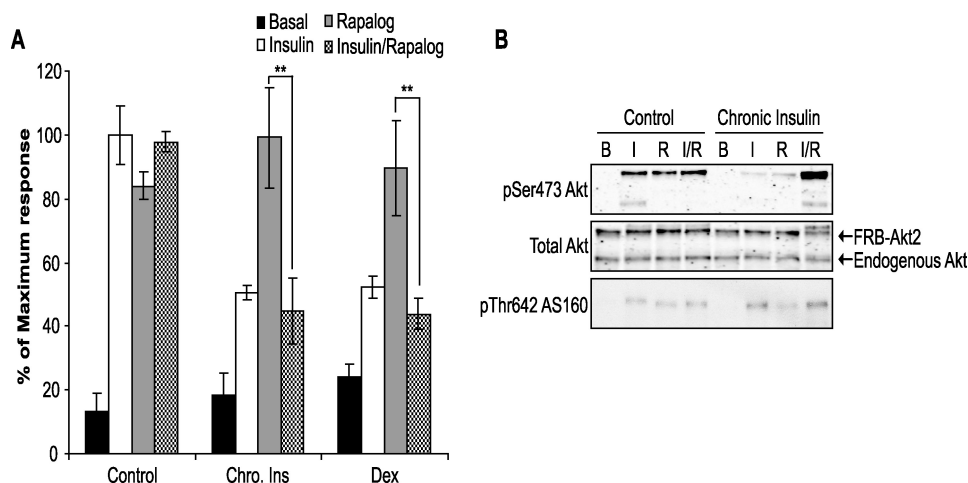 A
Basal
Rapalog
Insulin
Insulin/Rapalog
% of Maximum response
120
100
80
60
40
20
0
**
**
Control
Chro. Ins
Dex
B
Control
Chronic Insulin
B I R I/R B I R I/R
pSer473 Akt
Total Akt
←FRB-Akt2
←Endogenous Akt
pThr642 AS160